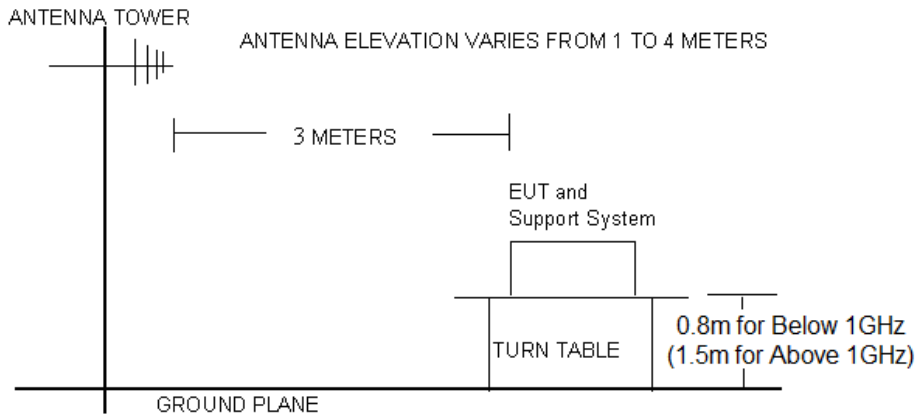 ANTENNA TOWER
ANTENNA ELEVATION VARIES FROM 1 TO 4 METERS
3 METERS
EUT and
Support System
0.8m for Below 1GHz
(1.5m for Above 1GHz)
TURN TABLE
GROUND PLANE